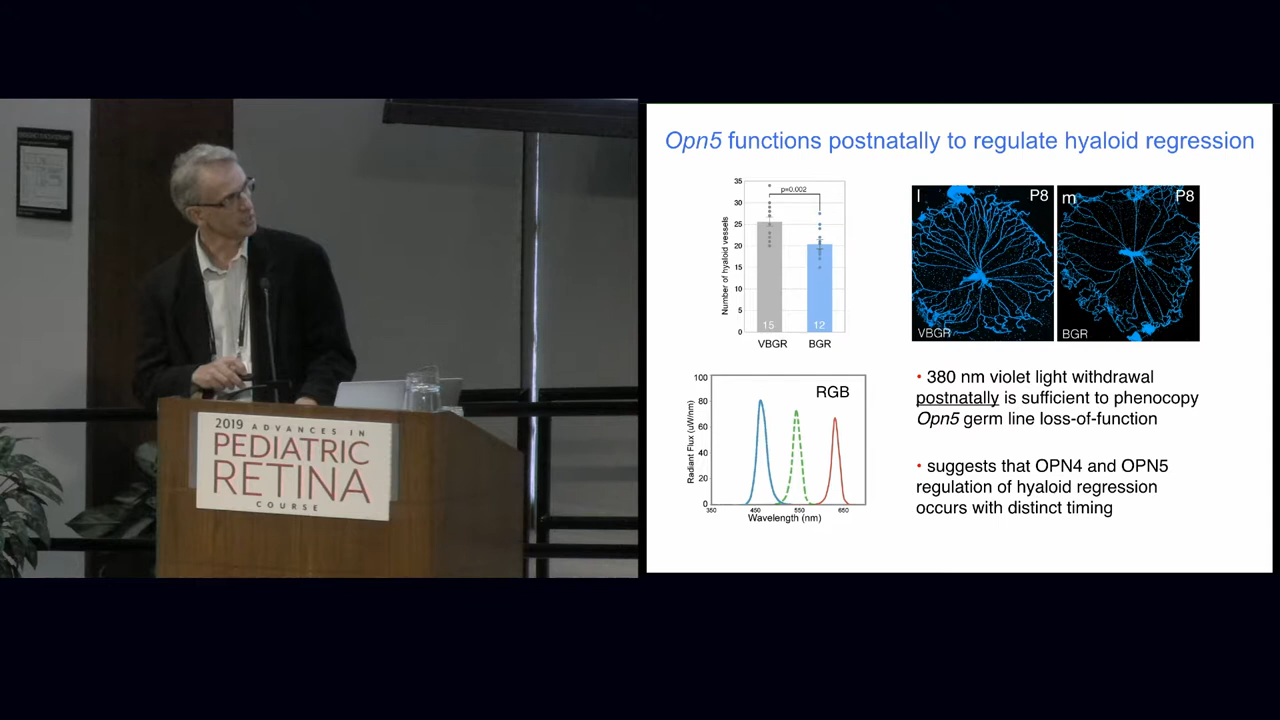 2019 ADVANCES IN
PEDIATRIC
RETINA
COURSE
Opn5 functions postnatally to regulate hyaloid regression
35
30
25
20
15
10
5
0
Number of hyaloid vessels
p=0.002
15
12
VBGR
BGR
l
P8
VBGR
m
P8
BGR
100
80
60
40
20
0
Radiant Flux (uW/nm)
RGB
350
450
550
650
Wavelength (nm)
• 380 nm violet light withdrawal
postnatally is sufficient to phenocopy
Opn5 germ line loss-of-function
• suggests that OPN4 and OPN5
regulation of hyaloid regression
occurs with distinct timing